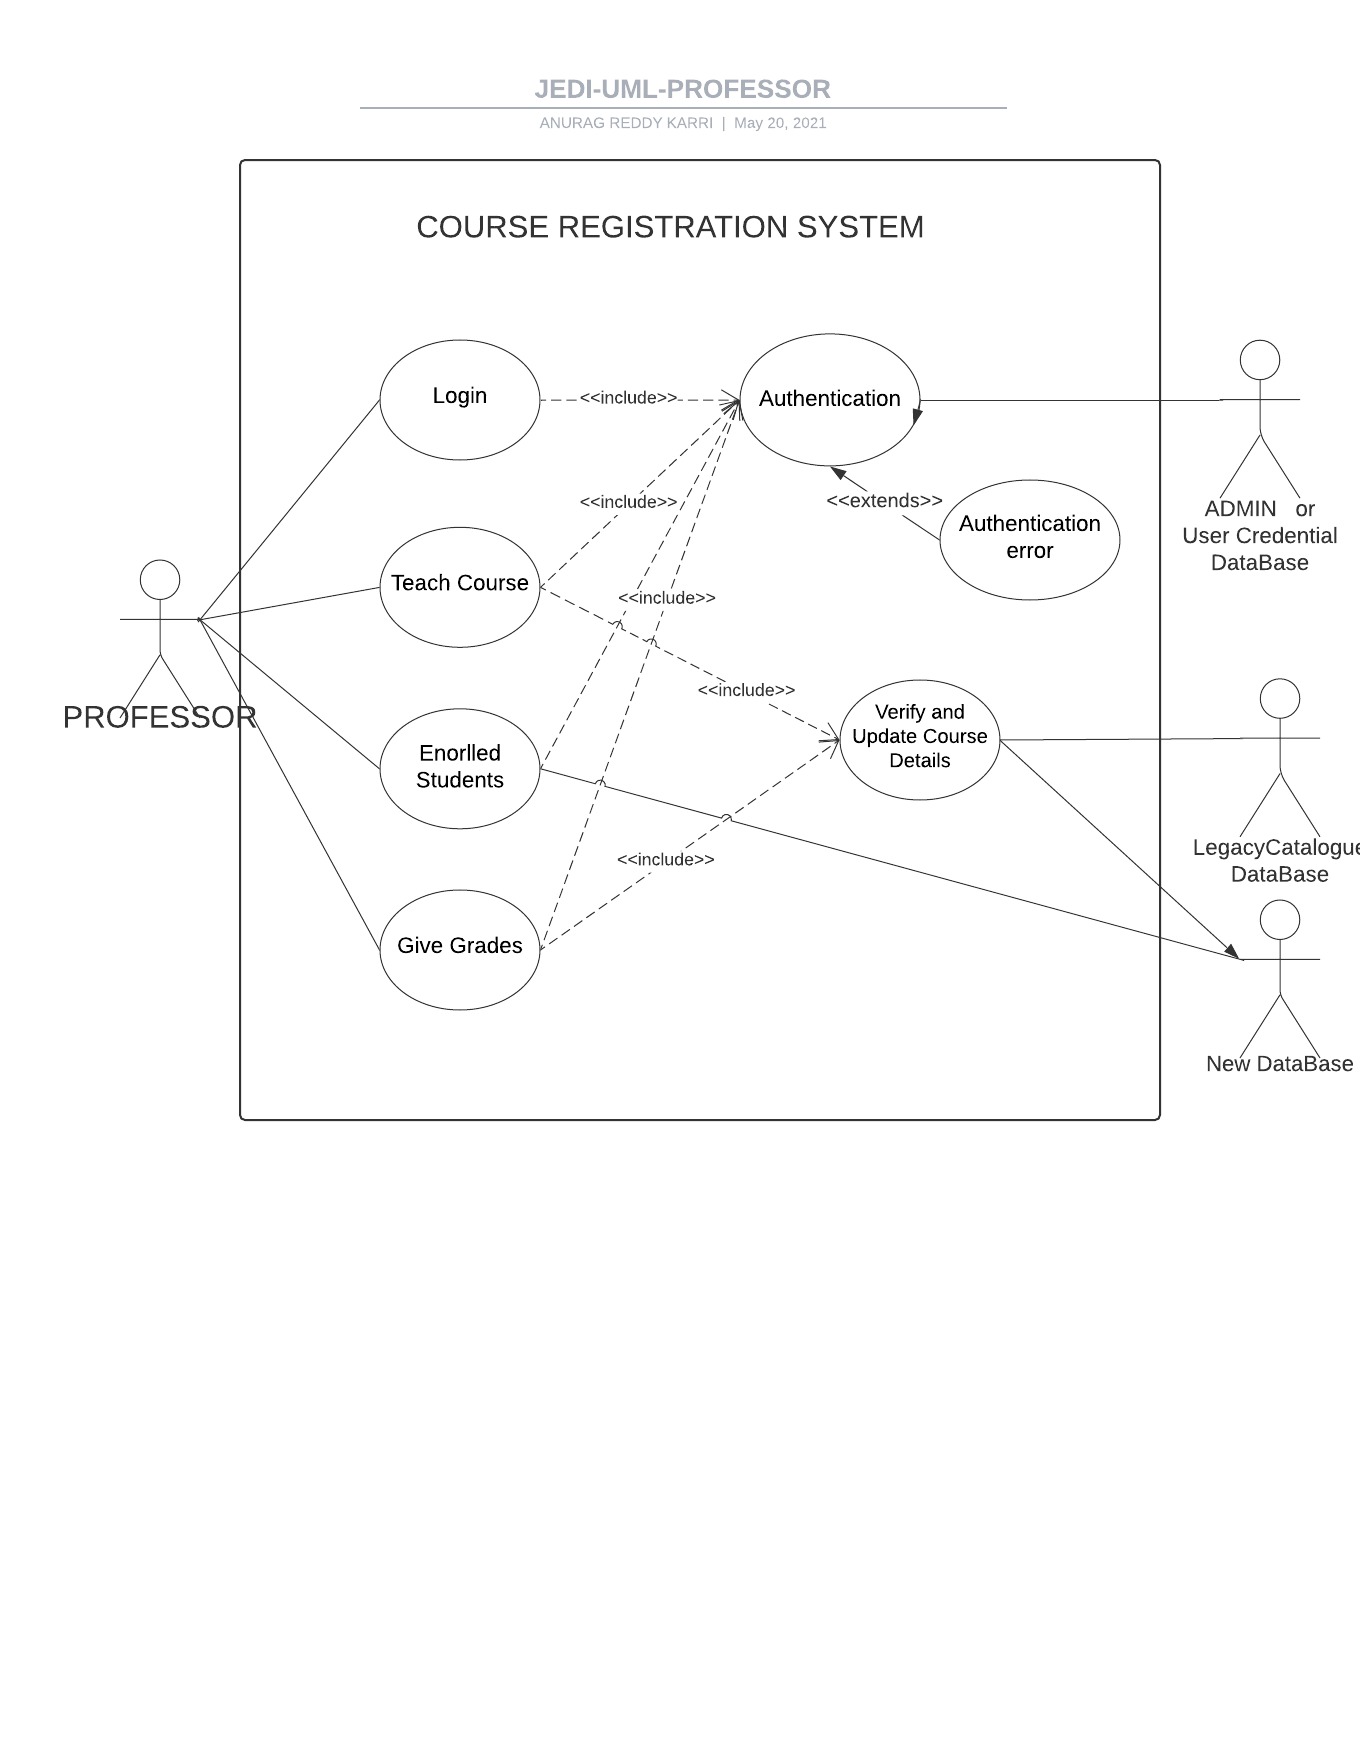 JEDI-UML-PROFESSOR
ANURAG REDDY KARRI | May 20, 2021
COURSE REGISTRATION SYSTEM
Login
<<include>>
Authentication
<<include>>
<<extends>>
Authentication
error
ADMIN or
User Credential
DataBase
Teach Course
<<include>>
PROFESSOR
<<include>>
Verify and
Update Course
Details
Enorlled
Students
<<include>>
LegacyCatalogue
DataBase
Give Grades
New DataBase